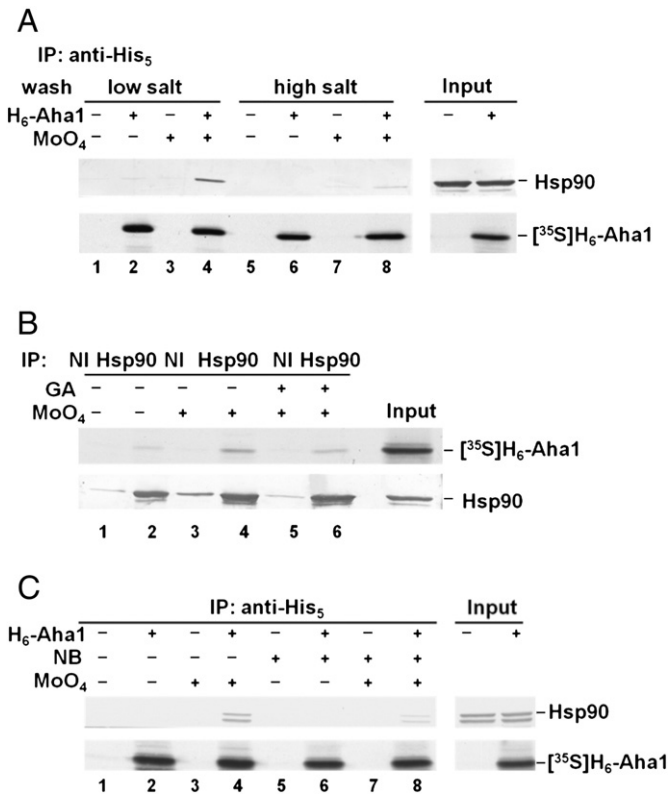 A
IP: anti-His5
wash low salt high salt Input
H6-Aha1 – + – + – + – + – +
MoO4 – – + + – – + +
Hsp90
[35S]H6-Aha1
1 2 3 4 5 6 7 8
B
IP: NI Hsp90 NI Hsp90 NI Hsp90
GA – – – – + +
MoO4 – – + + + + Input
[35S]H6-Aha1
Hsp90
1 2 3 4 5 6
C
IP: anti-His5 Input
H6-Aha1 – + – + – + – + – +
NB – – – – + + + +
MoO4 – – + + – – + +
Hsp90
[35S]H6-Aha1
1 2 3 4 5 6 7 8